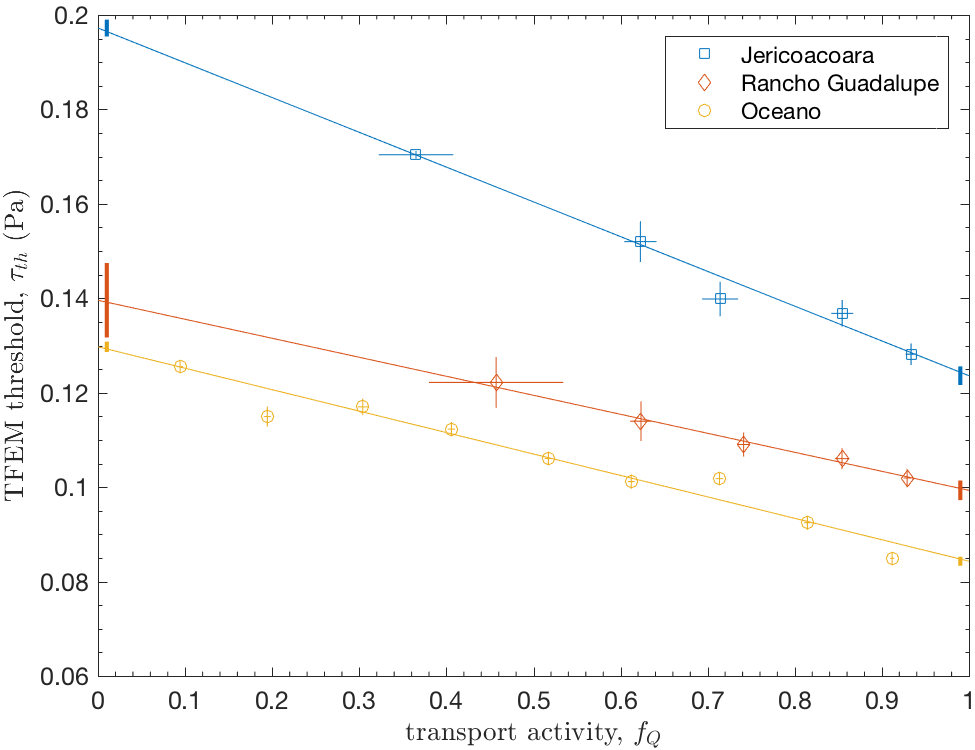 0.2
0.18
0.16
0.14
0.12
0.1
0.08
0.06
TFEM threshold, τ_th (Pa)
Jericoacoara
Rancho Guadalupe
Oceano
0 0.1 0.2 0.3 0.4 0.5 0.6 0.7 0.8 0.9 1
transport activity, f_Q